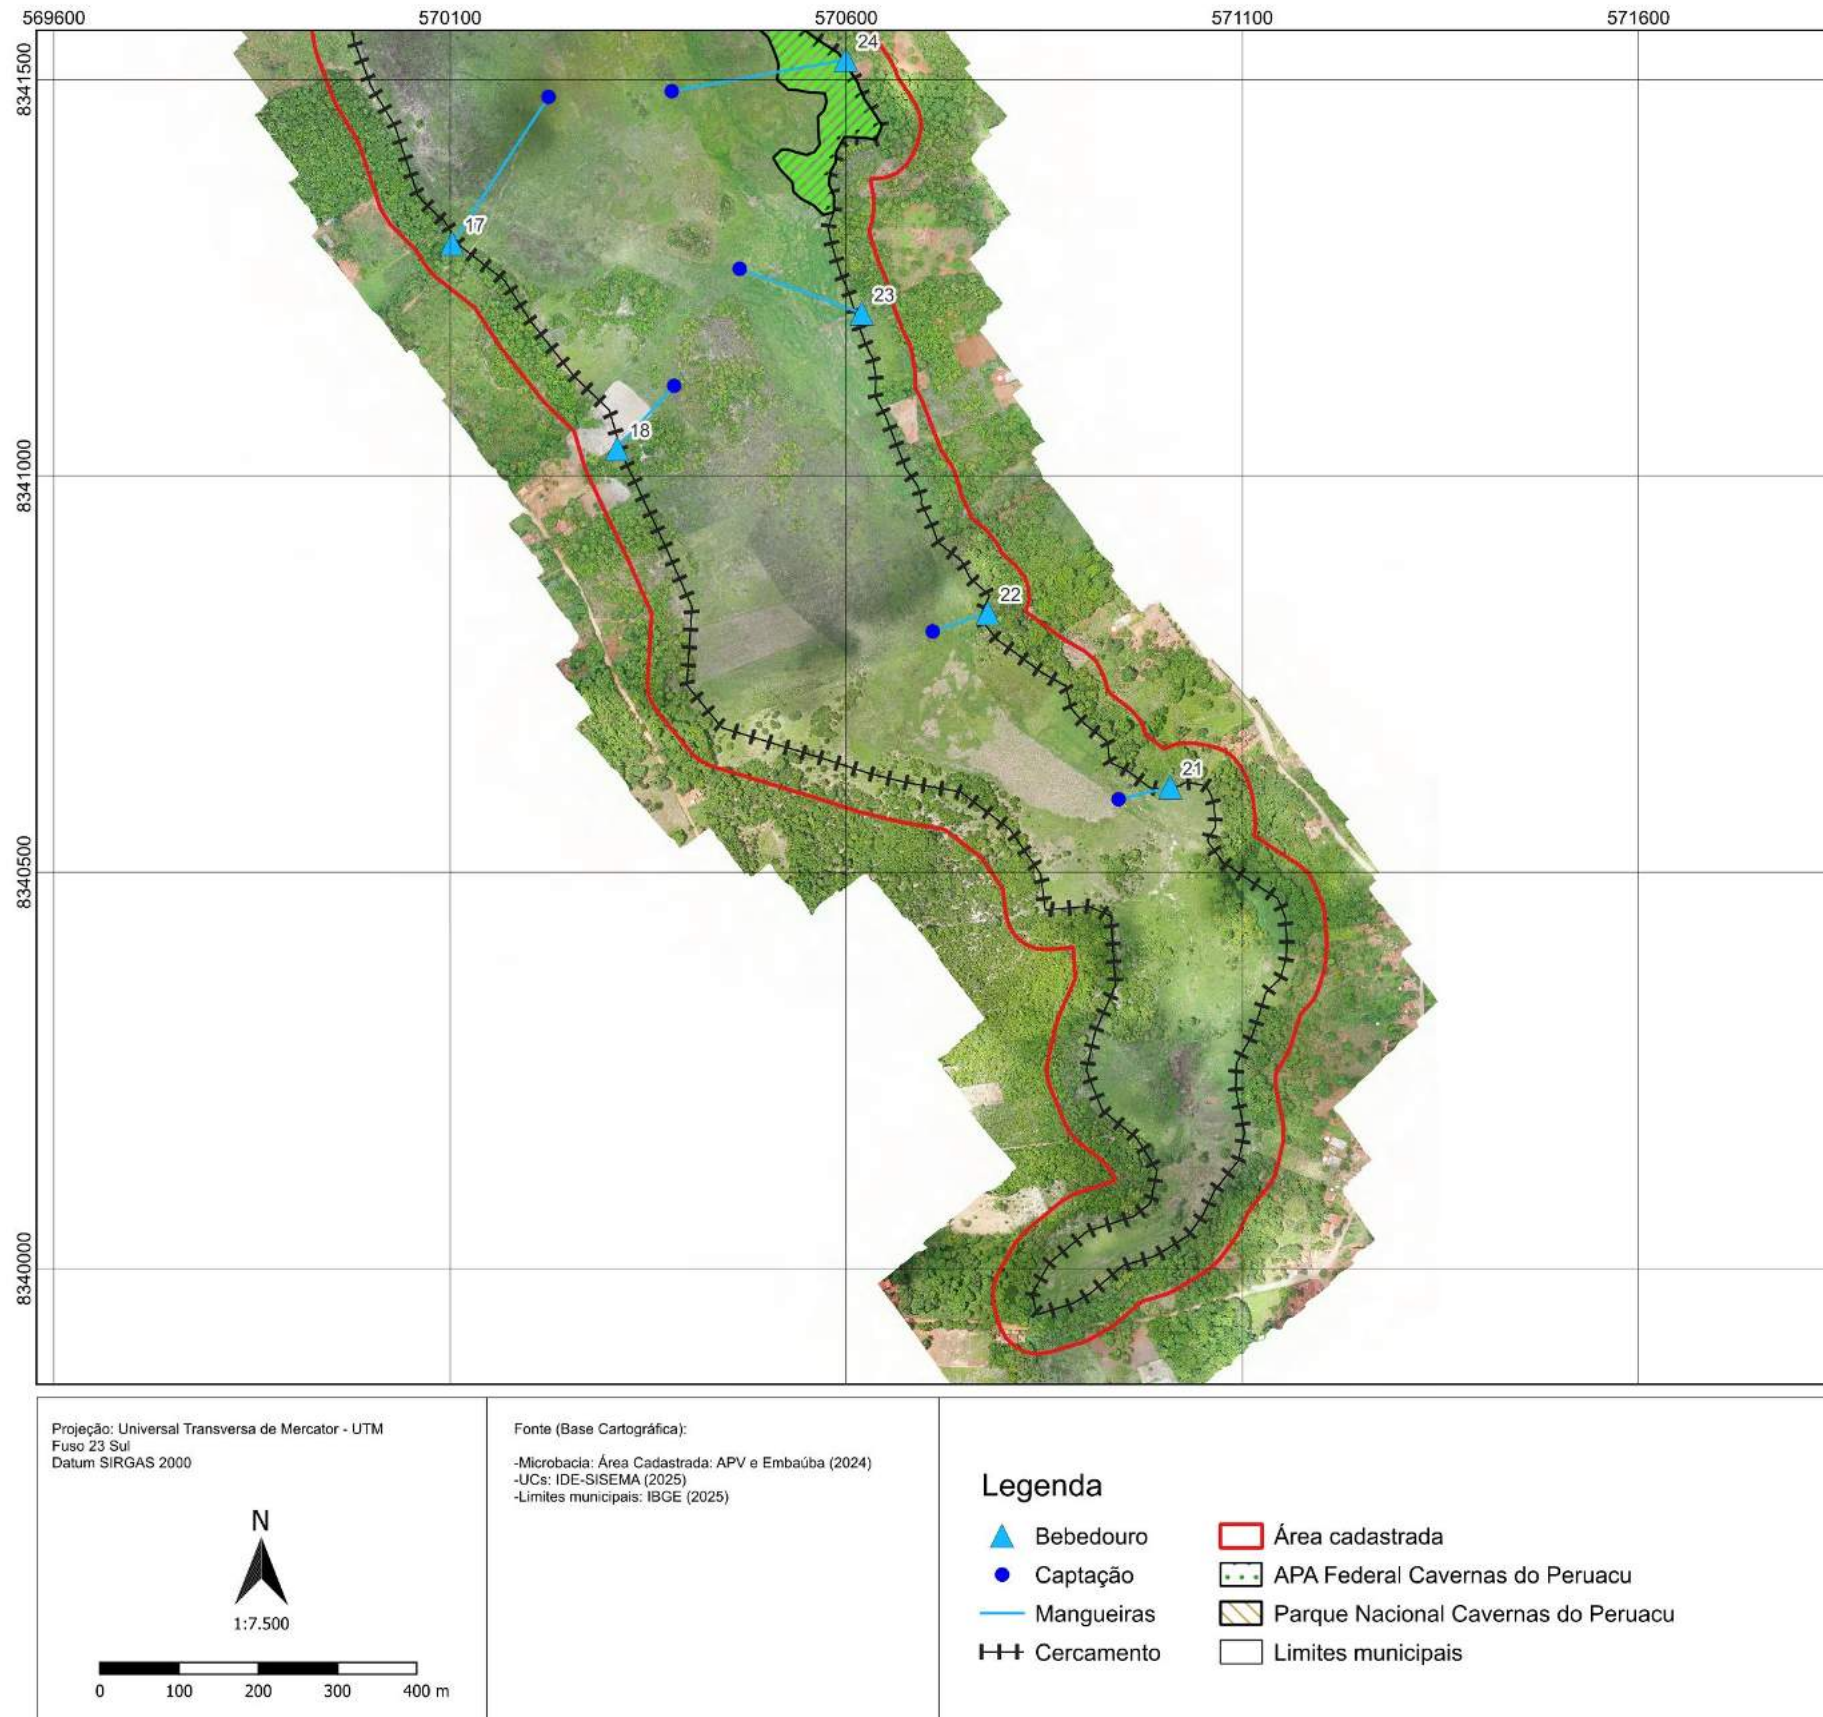 569600 570100 570600 571100 571600
8341500
8341000
8340500
8340000
24
17
23
18
22
21
Projeção: Universal Transversa de Mercator - UTM
Fuso 23 Sul
Datum SIRGAS 2000
N
1:7.500
0 100 200 300 400 m
Fonte (Base Cartográfica):
-Microbacia: Área Cadastrada: APV e Embaúba (2024)
-UCs: IDE-SISEMA (2025)
-Limites municipais: IBGE (2025)
Legenda
Bebedouro
Captação
Mangueiras
Cercamento
Área cadastrada
APA Federal Cavernas do Peruacu
Parque Nacional Cavernas do Peruacu
Limites municipais